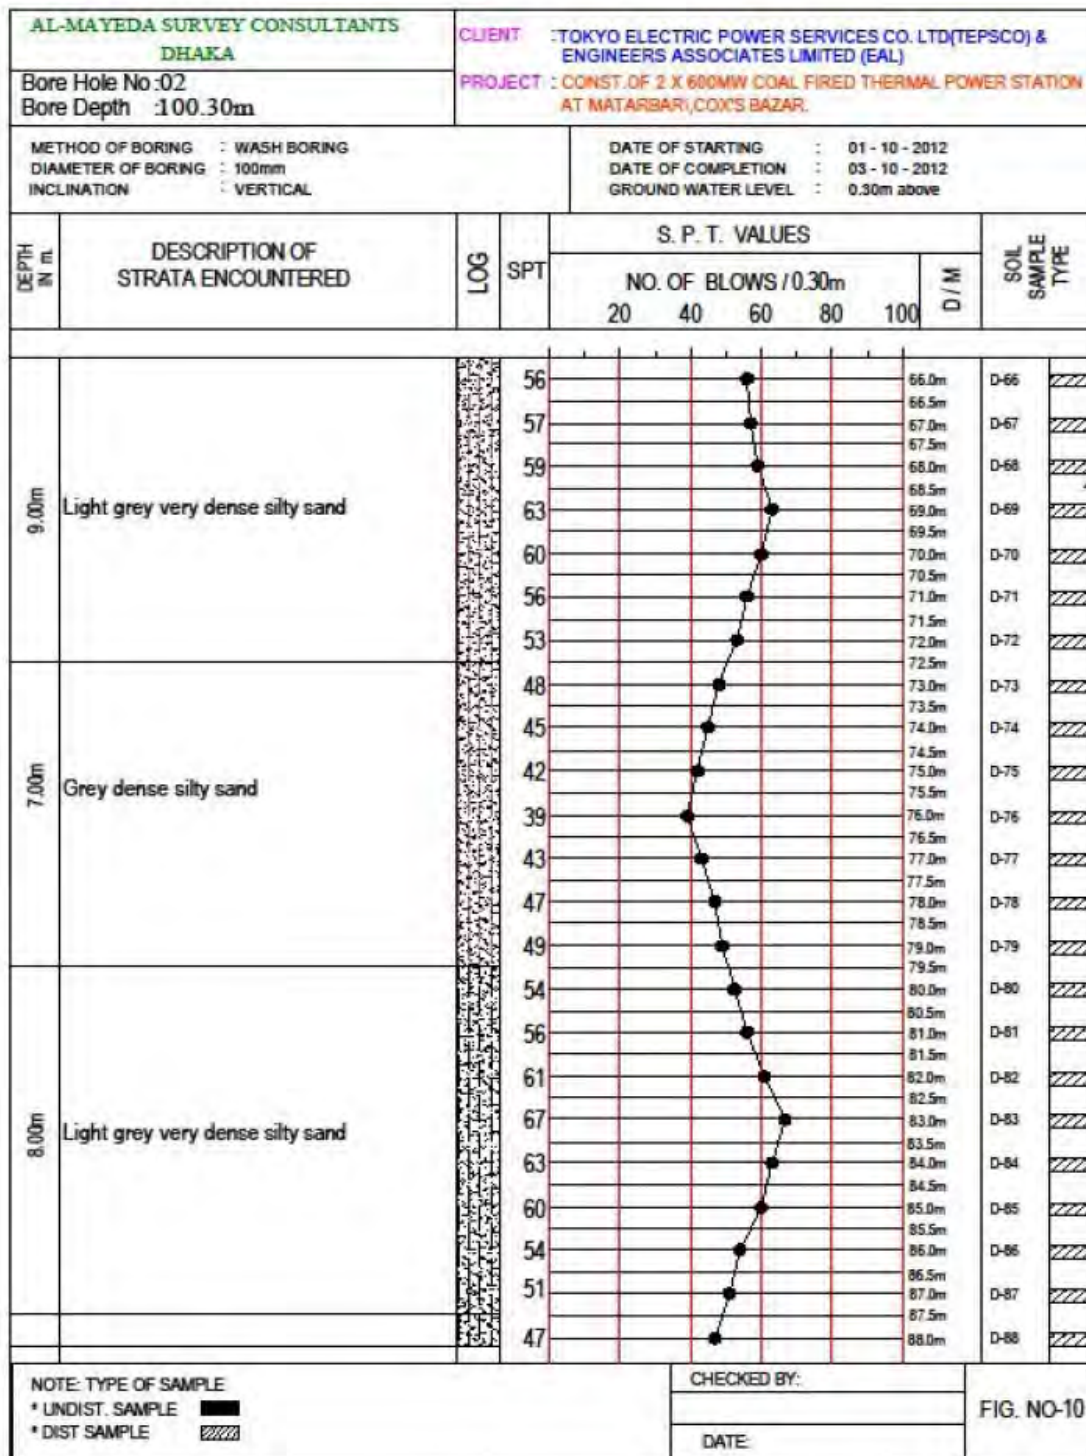 AL-MAYEDA SURVEY CONSULTANTS
DHAKA
Bore Hole No :02
Bore Depth :100.30m
CLIENT : TOKYO ELECTRIC POWER SERVICES CO. LTD(TEPSCO) &
ENGINEERS ASSOCIATES LIMITED (EAL)
PROJECT : CONST.OF 2 X 600MW COAL FIRED THERMAL POWER STATION
AT MATARBARI,COX'S BAZAR.
METHOD OF BORING : WASH BORING
DIAMETER OF BORING : 100mm
INCLINATION : VERTICAL
DATE OF STARTING : 01 - 10 - 2012
DATE OF COMPLETION : 03 - 10 - 2012
GROUND WATER LEVEL : 0.30m above
DEPTH IN m.
DESCRIPTION OF
STRATA ENCOUNTERED
LOG
SPT
S. P. T. VALUES
NO. OF BLOWS / 0.30m
20 40 60 80 100
D / M
SOIL SAMPLE TYPE
56 66.0m D-66
66.5m
57 67.0m D-67
67.5m
59 68.0m D-68
68.5m
9.00m Light grey very dense silty sand
63 69.0m D-69
69.5m
60 70.0m D-70
70.5m
56 71.0m D-71
71.5m
53 72.0m D-72
72.5m
48 73.0m D-73
73.5m
45 74.0m D-74
74.5m
42 75.0m D-75
7.00m Grey dense silty sand
75.5m
39 76.0m D-76
76.5m
43 77.0m D-77
77.5m
47 78.0m D-78
78.5m
49 79.0m D-79
79.5m
54 80.0m D-80
80.5m
56 81.0m D-81
81.5m
61 82.0m D-82
82.5m
67 83.0m D-83
8.00m Light grey very dense silty sand
83.5m
63 84.0m D-84
84.5m
60 85.0m D-85
85.5m
54 86.0m D-86
86.5m
51 87.0m D-87
87.5m
47 88.0m D-88
NOTE: TYPE OF SAMPLE
* UNDIST. SAMPLE
* DIST SAMPLE
CHECKED BY:
DATE:
FIG. NO-10